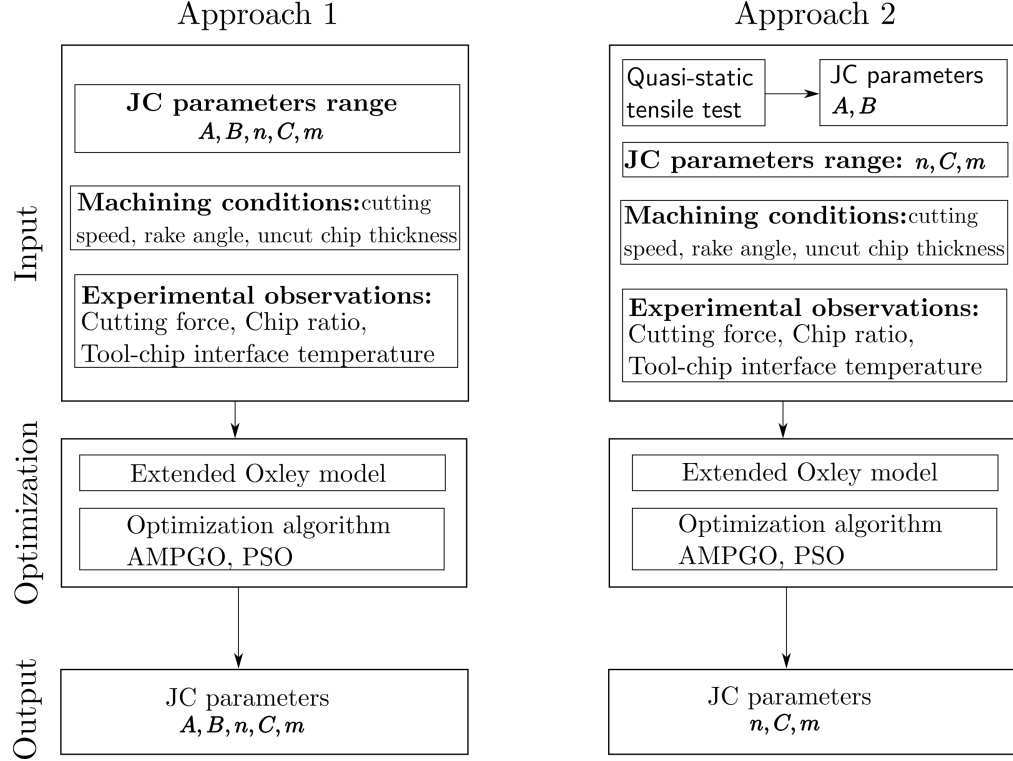 Approach 1
JC parameters range
A, B, n, C, m
Machining conditions:cutting
speed, rake angle, uncut chip thickness
Experimental observations:
Cutting force, Chip ratio,
Tool-chip interface temperature
Extended Oxley model
Optimization algorithm
AMPGO, PSO
JC parameters
A, B, n, C, m
Approach 2
Quasi-static
tensile test
JC parameters
A, B
JC parameters range: n, C, m
Machining conditions:cutting
speed, rake angle, uncut chip thickness
Experimental observations:
Cutting force, Chip ratio,
Tool-chip interface temperature
Extended Oxley model
Optimization algorithm
AMPGO, PSO
JC parameters
n, C, m
Input
Optimization
Output